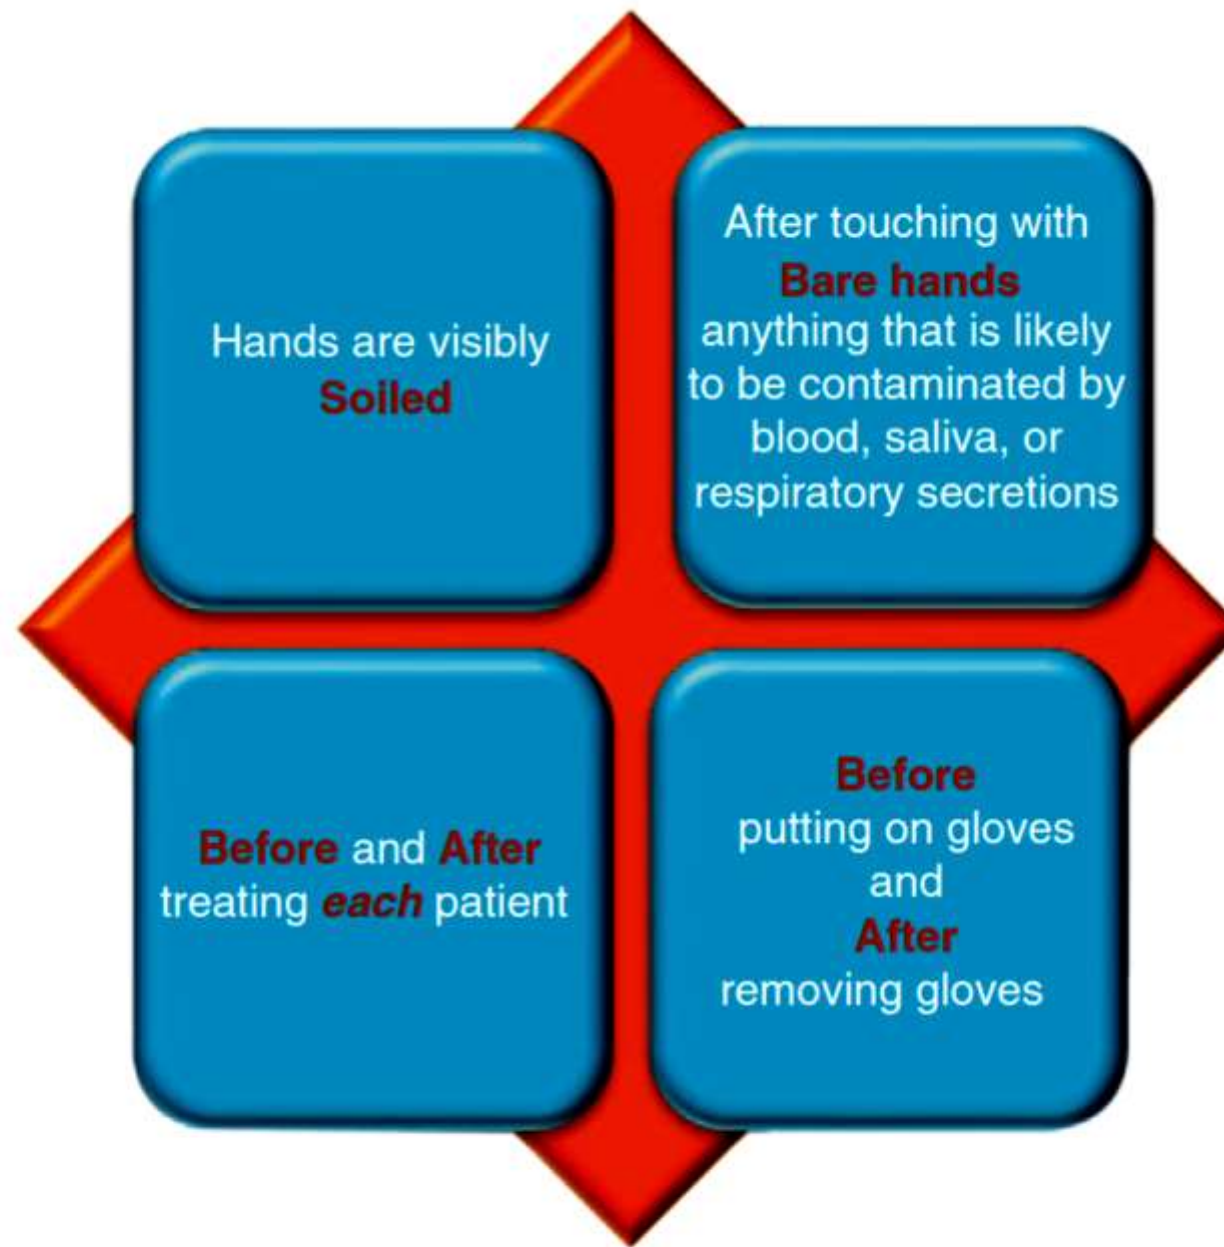 Hands are visibly
Soiled
After touching with
Bare hands
anything that is likely
to be contaminated by
blood, saliva, or
respiratory secretions
Before and After
treating each patient
Before
putting on gloves
and
After
removing gloves